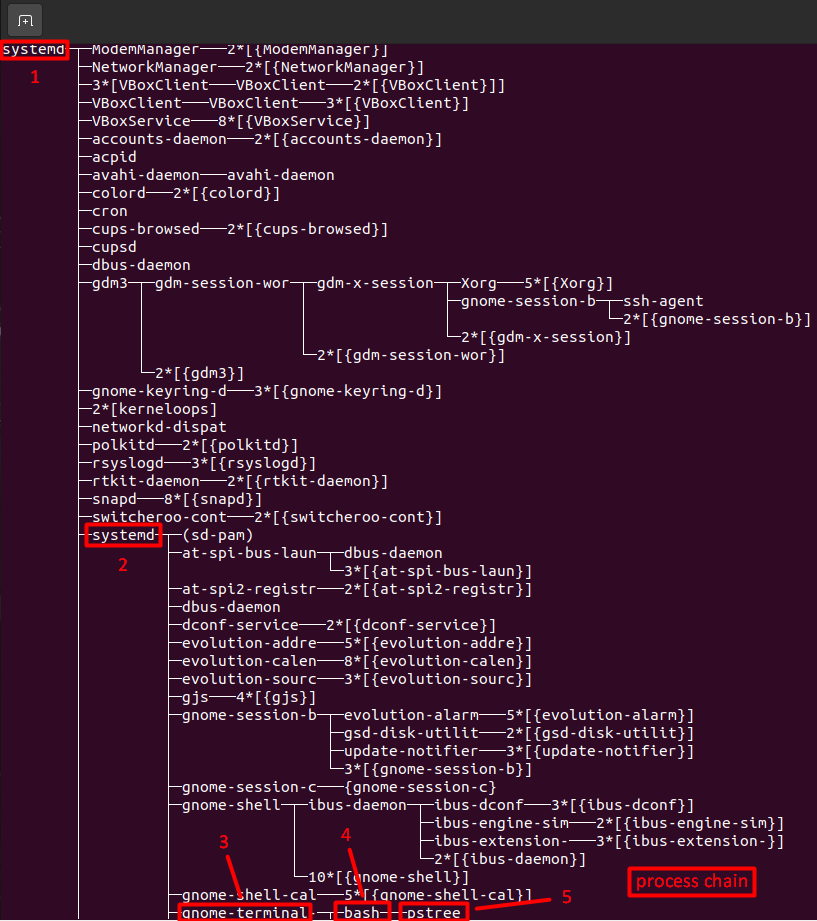 systemd─┬─ModemManager───2*[{ModemManager}]
1
├─NetworkManager───2*[{NetworkManager}]
├─3*[VBoxClient───VBoxClient───2*[{VBoxClient}]]
├─VBoxClient───VBoxClient───3*[{VBoxClient}]
├─VBoxService───8*[{VBoxService}]
├─accounts-daemon───2*[{accounts-daemon}]
├─acpid
├─avahi-daemon───avahi-daemon
├─colord───2*[{colord}]
├─cron
├─cups-browsed───2*[{cups-browsed}]
├─cupsd
├─dbus-daemon
├─gdm3─┬─gdm-session-wor─┬─gdm-x-session─┬─Xorg───5*[{Xorg}]
├─gnome-session-b─┬─ssh-agent
└─2*[{gnome-session-b}]
└─2*[{gdm-x-session}]
└─2*[{gdm-session-wor}]
└─2*[{gdm3}]
├─gnome-keyring-d───3*[{gnome-keyring-d}]
├─2*[kerneloops]
├─networkd-dispat
├─polkitd───2*[{polkitd}]
├─rsyslogd───3*[{rsyslogd}]
├─rtkit-daemon───2*[{rtkit-daemon}]
├─snapd───8*[{snapd}]
├─switcheroo-cont───2*[{switcheroo-cont}]
├─systemd─┬─(sd-pam)
2
├─at-spi-bus-laun─┬─dbus-daemon
└─3*[{at-spi-bus-laun}]
├─at-spi2-registr───2*[{at-spi2-registr}]
├─dbus-daemon
├─dconf-service───2*[{dconf-service}]
├─evolution-addre───5*[{evolution-addre}]
├─evolution-calen───8*[{evolution-calen}]
├─evolution-sourc───3*[{evolution-sourc}]
├─gjs───4*[{gjs}]
├─gnome-session-b─┬─evolution-alarm───5*[{evolution-alarm}]
├─gsd-disk-utilit───2*[{gsd-disk-utilit}]
├─update-notifier───3*[{update-notifier}]
└─3*[{gnome-session-b}]
├─gnome-session-c───{gnome-session-c}
├─gnome-shell─┬─ibus-daemon─┬─ibus-dconf───3*[{ibus-dconf}]
├─ibus-engine-sim───2*[{ibus-engine-sim}]
├─ibus-extension-───3*[{ibus-extension-}]
└─2*[{ibus-daemon}]
└─10*[{gnome-shell}]
3
4
├─gnome-shell-cal───5*[{gnome-shell-cal}]
process chain
├─gnome-terminal-─┬─bash───pstree
5